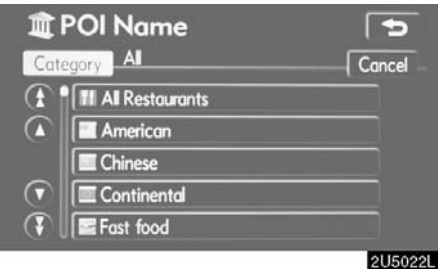 POI Name
Category All
Cancel
All Restaurants
American
Chinese
Continental
Fast food
2U5022L